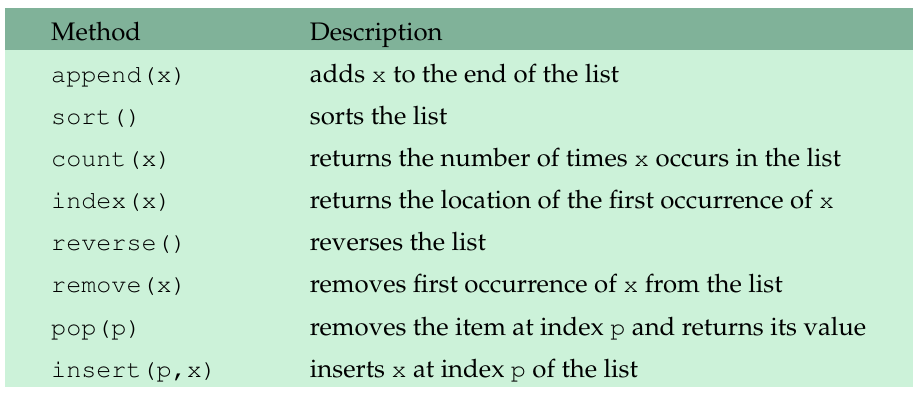 Method Description
append(x) adds x to the end of the list
sort() sorts the list
count(x) returns the number of times x occurs in the list
index(x) returns the location of the first occurrence of x
reverse() reverses the list
remove(x) removes first occurrence of x from the list
pop(p) removes the item at index p and returns its value
insert(p,x) inserts x at index p of the list